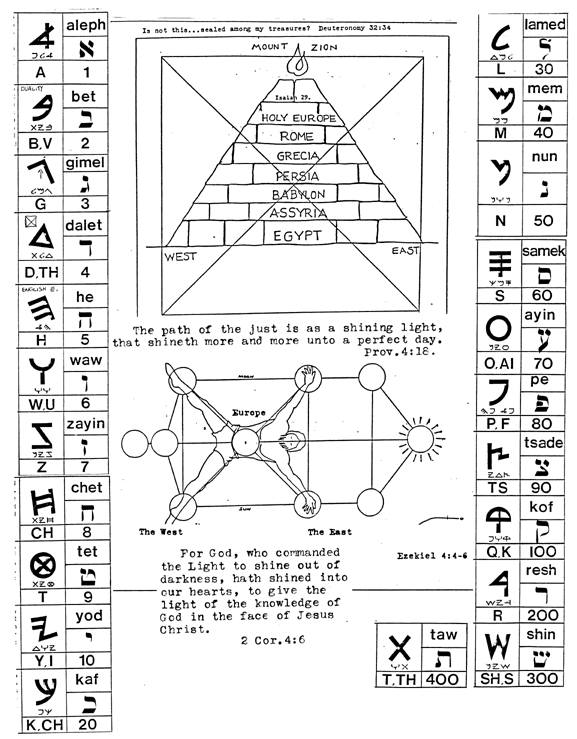 Is not this...sealed among my treasures? Deuteronomy 32:34
MOUNT ZION
Isaiah 29.
HOLY EUROPE
ROME
GRECIA
PERSIA
BABYLON
ASSYRIA
EGYPT
WEST EAST
The path of the just is as a shining light,
that shineth more and more unto a perfect day.
Prov.4:18.
MOON
Europe
SUN
The West The East
Ezekiel 4:4-6
For God, who commanded
the Light to shine out of
darkness, hath shined into
our hearts, to give the
light of the knowledge of
God in the face of Jesus
Christ.
2 Cor.4:6
aleph
א
A 1
DUALITY
bet
ב
B,V 2
gimel
ג
G 3
dalet
ד
D,TH 4
ENGLISH E.
he
ה
H 5
waw
ו
W,U 6
zayin
ז
Z 7
chet
ח
CH 8
tet
ט
T 9
yod
י
Y,I 10
kaf
כ
K,CH 20
lamed
ל
L 30
mem
מ
M 40
nun
נ
N 50
samek
ס
S 60
ayin
ע
O,AI 70
pe
פ
P,F 80
tsade
צ
TS 90
kof
ק
Q,K 100
resh
ר
R 200
shin
ש
SH,S 300
taw
ת
T,TH 400